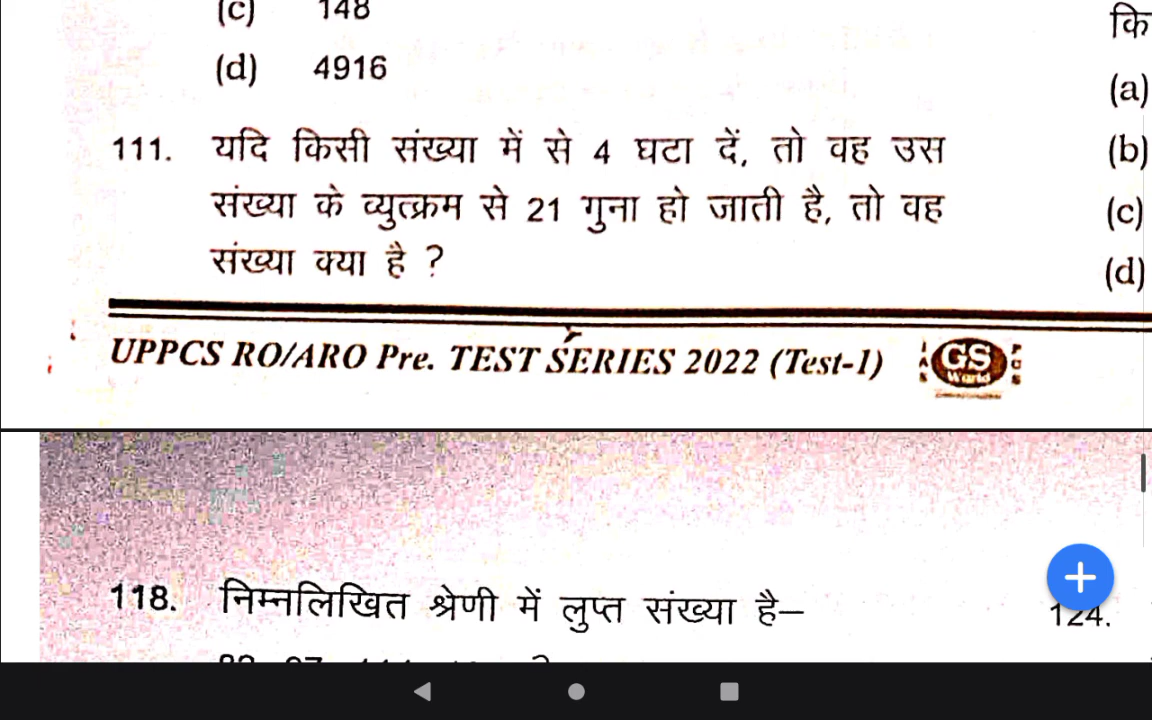 (c) 148
(d) 4916
111. यदि किसी संख्या में से 4 घटा दें, तो वह उस
संख्या के व्युत्क्रम से 21 गुना हो जाती है, तो वह
संख्या क्या है ?
कि
(a)
(b)
(c)
(d)
UPPCS RO/ARO Pre. TEST SERIES 2022 (Test-1)
GS
World
118. निम्नलिखित श्रेणी में लुप्त संख्या है–
124.